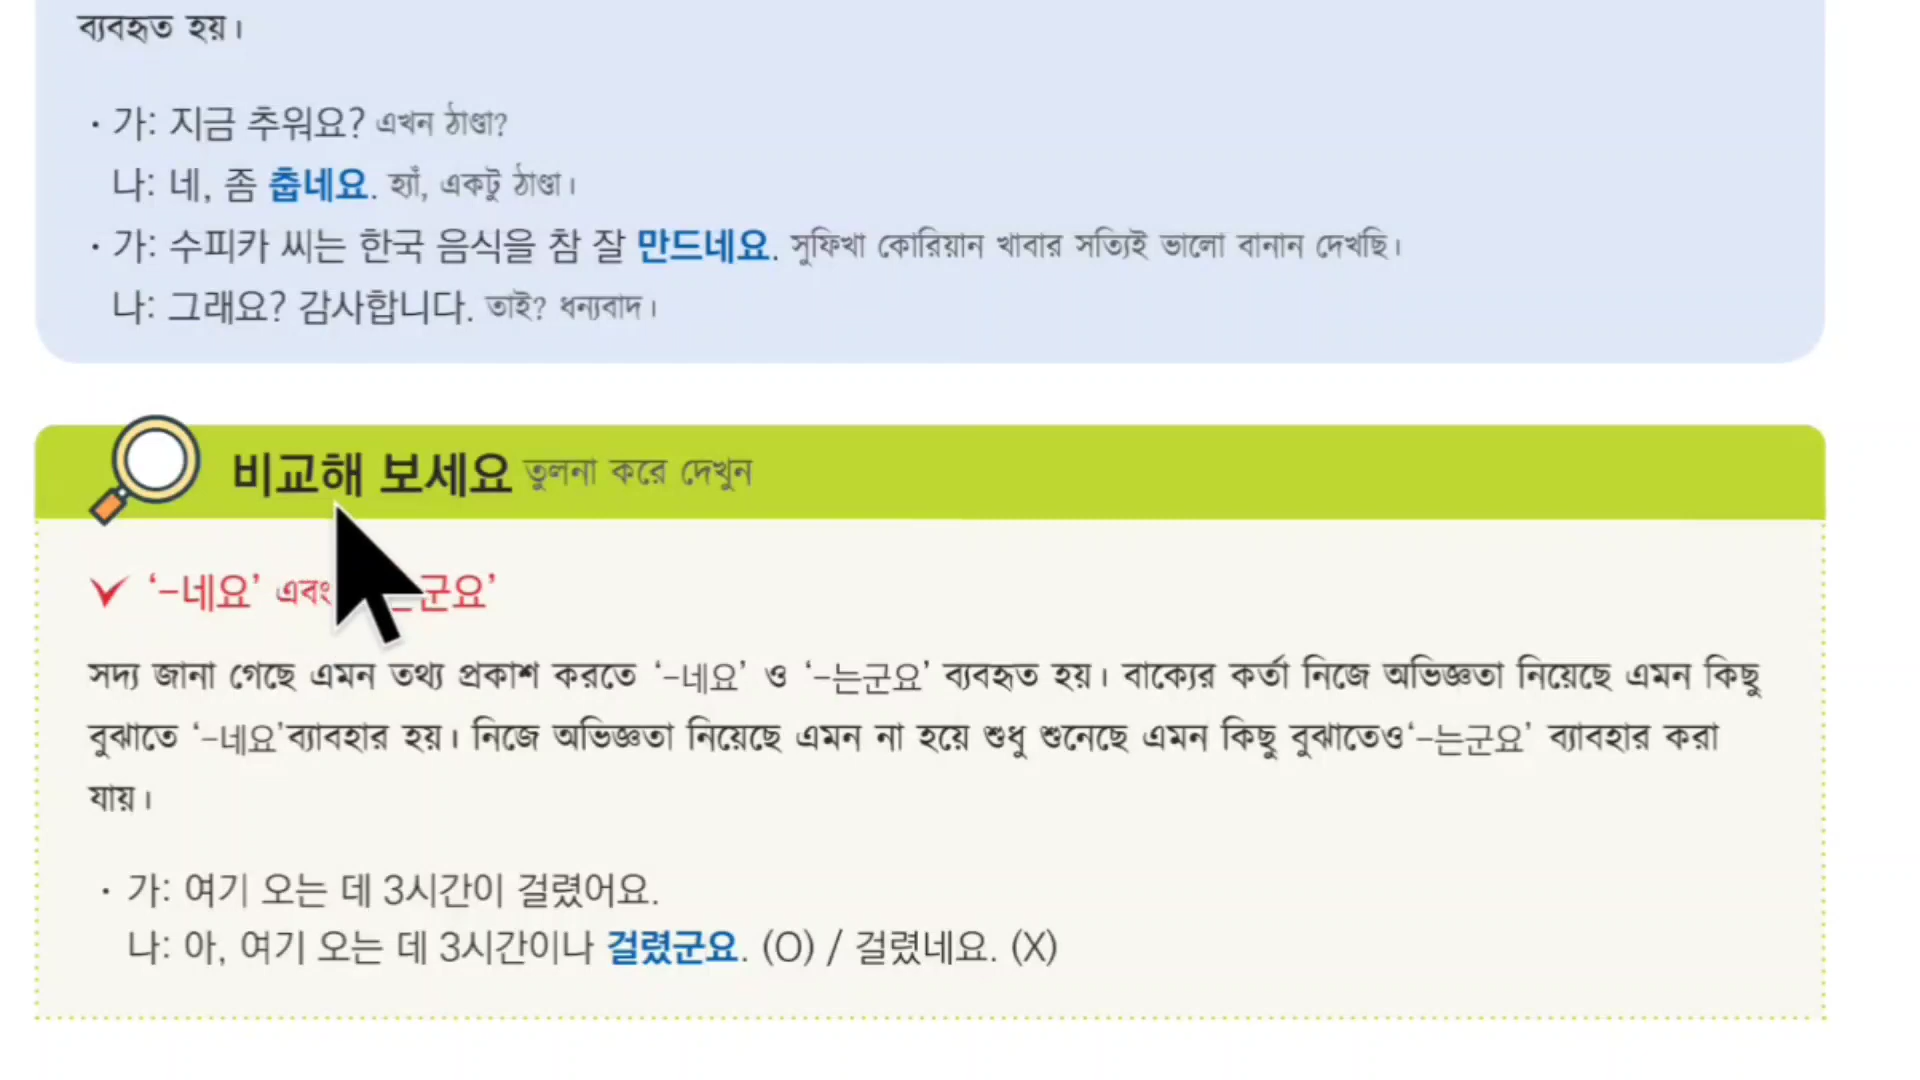 ব্যবহৃত হয়।
· 가: 지금 추워요? এখন ঠাণ্ডা?
나: 네, 좀 춥네요. হ্যাঁ, একটু ঠাণ্ডা।
· 가: 수피카 씨는 한국 음식을 참 잘 만드네요. সুফিখা কোরিয়ান খাবার সত্যিই ভালো বানান দেখছি।
나: 그래요? 감사합니다. তাই? ধন্যবাদ।
비교해 보세요 তুলনা করে দেখুন
‘-네요’ এবং 군요’
সদ্য জানা গেছে এমন তথ্য প্রকাশ করতে ‘-네요’ ও ‘-는군요’ ব্যবহৃত হয়। বাক্যের কর্তা নিজে অভিজ্ঞতা নিয়েছে এমন কিছু
বুঝাতে ‘-네요’ব্যাবহার হয়। নিজে অভিজ্ঞতা নিয়েছে এমন না হয়ে শুধু শুনেছে এমন কিছু বুঝাতেও‘-는군요’ ব্যাবহার করা
যায়।
· 가: 여기 오는 데 3시간이 걸렸어요.
나: 아, 여기 오는 데 3시간이나 걸렸군요. (O) / 걸렸네요. (X)